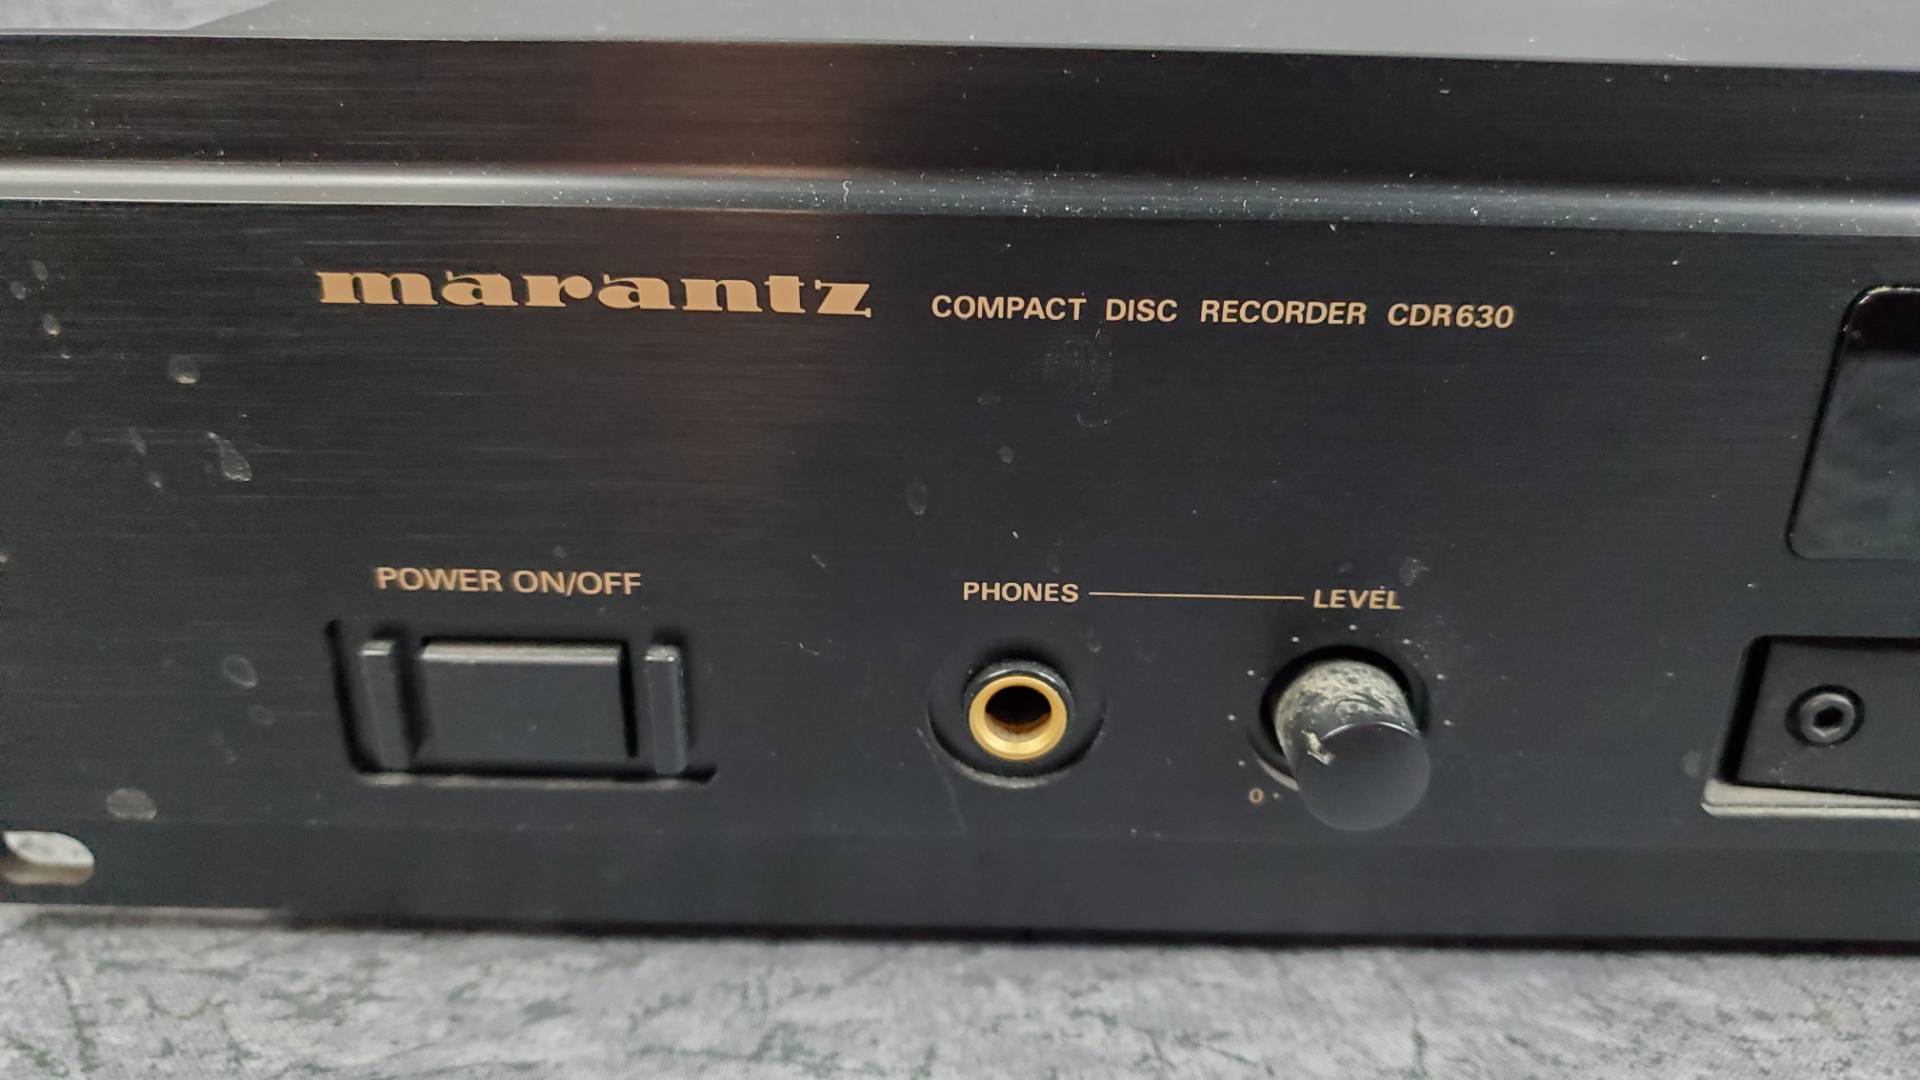 marantz COMPACT DISC RECORDER CDR630
POWER ON/OFF
PHONES LEVEL
0